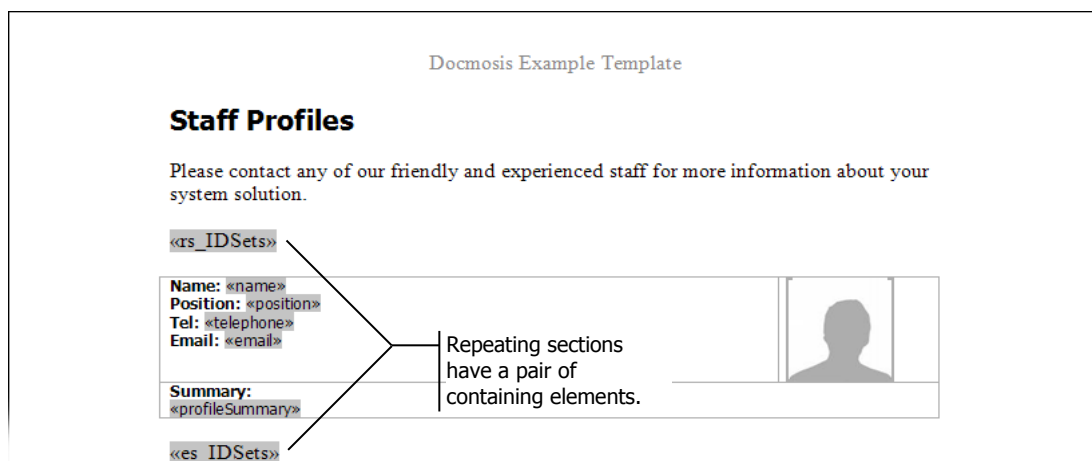 Docmosis Example Template
Staff Profiles
Please contact any of our friendly and experienced staff for more information about your
system solution.
«rs_IDSets»
Name: «name»
Position: «position»
Tel: «telephone»
Email: «email»
Repeating sections
have a pair of
containing elements.
Summary:
«profileSummary»
«es_IDSets»